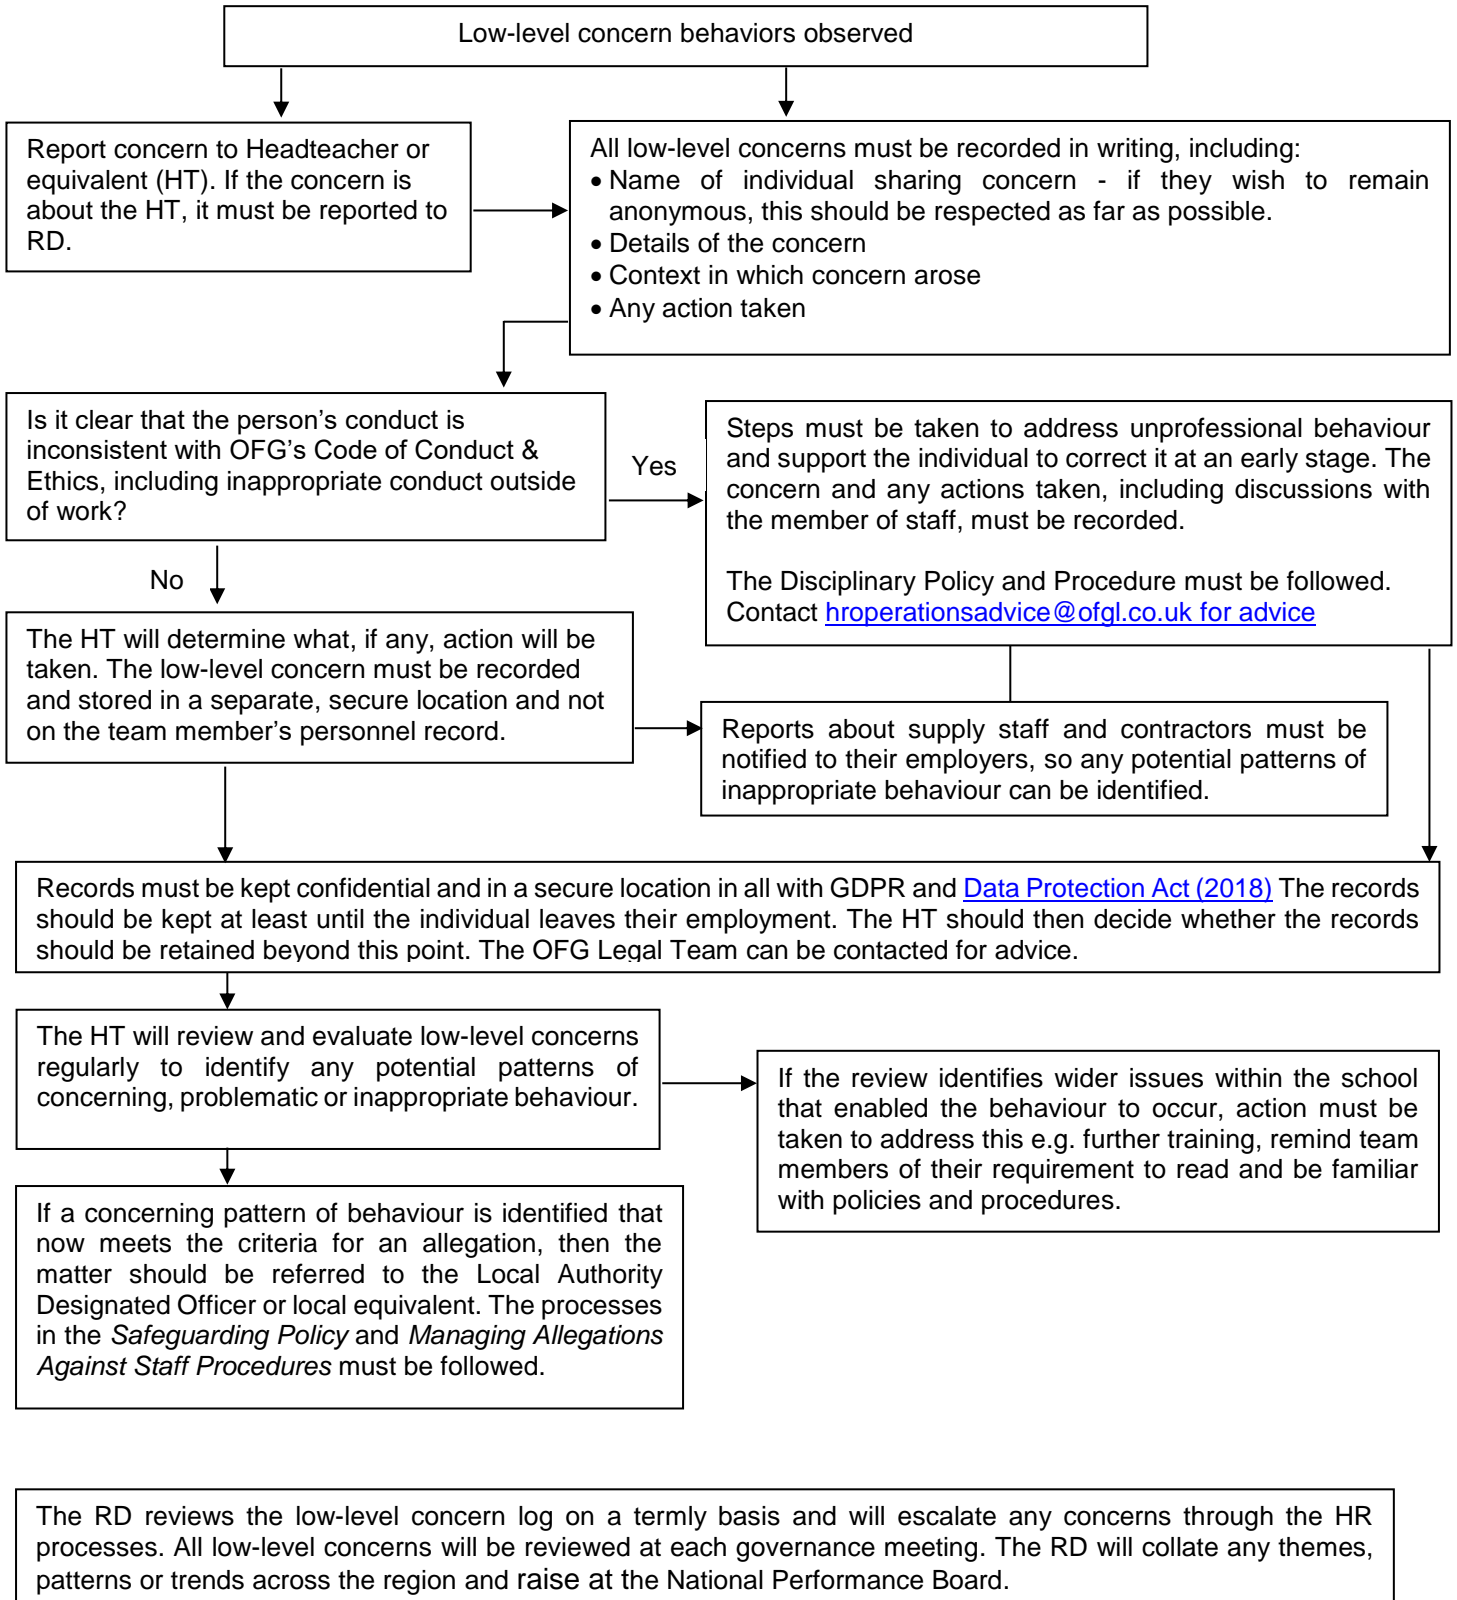 Low-level concern behaviors observed
Report concern to Headteacher or
equivalent (HT). If the concern is
about the HT, it must be reported to
RD.
All low-level concerns must be recorded in writing, including:
• Name of individual sharing concern - if they wish to remain
anonymous, this should be respected as far as possible.
• Details of the concern
• Context in which concern arose
• Any action taken
Is it clear that the person's conduct is
inconsistent with OFG's Code of Conduct &
Ethics, including inappropriate conduct outside
of work?
Yes
Steps must be taken to address unprofessional behaviour
and support the individual to correct it at an early stage. The
concern and any actions taken, including discussions with
the member of staff, must be recorded.
The Disciplinary Policy and Procedure must be followed.
Contact hroperationsadvice@ofgl.co.uk for advice
No
The HT will determine what, if any, action will be
taken. The low-level concern must be recorded
and stored in a separate, secure location and not
on the team member's personnel record.
Reports about supply staff and contractors must be
notified to their employers, so any potential patterns of
inappropriate behaviour can be identified.
Records must be kept confidential and in a secure location in all with GDPR and Data Protection Act (2018) The records
should be kept at least until the individual leaves their employment. The HT should then decide whether the records
should be retained beyond this point. The OFG Legal Team can be contacted for advice.
The HT will review and evaluate low-level concerns
regularly to identify any potential patterns of
concerning, problematic or inappropriate behaviour.
If the review identifies wider issues within the school
that enabled the behaviour to occur, action must be
taken to address this e.g. further training, remind team
members of their requirement to read and be familiar
with policies and procedures.
If a concerning pattern of behaviour is identified that
now meets the criteria for an allegation, then the
matter should be referred to the Local Authority
Designated Officer or local equivalent. The processes
in the Safeguarding Policy and Managing Allegations
Against Staff Procedures must be followed.
The RD reviews the low-level concern log on a termly basis and will escalate any concerns through the HR
processes. All low-level concerns will be reviewed at each governance meeting. The RD will collate any themes,
patterns or trends across the region and raise at the National Performance Board.